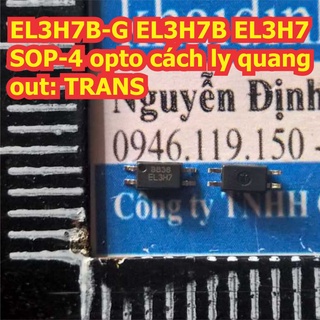 EL3H7B-G EL3H7B EL3H7
SOP-4 opto cách ly quang
out: TRANS
Nguyễn Định
0946.119.150 -
EL3H7
Công ty TNHH